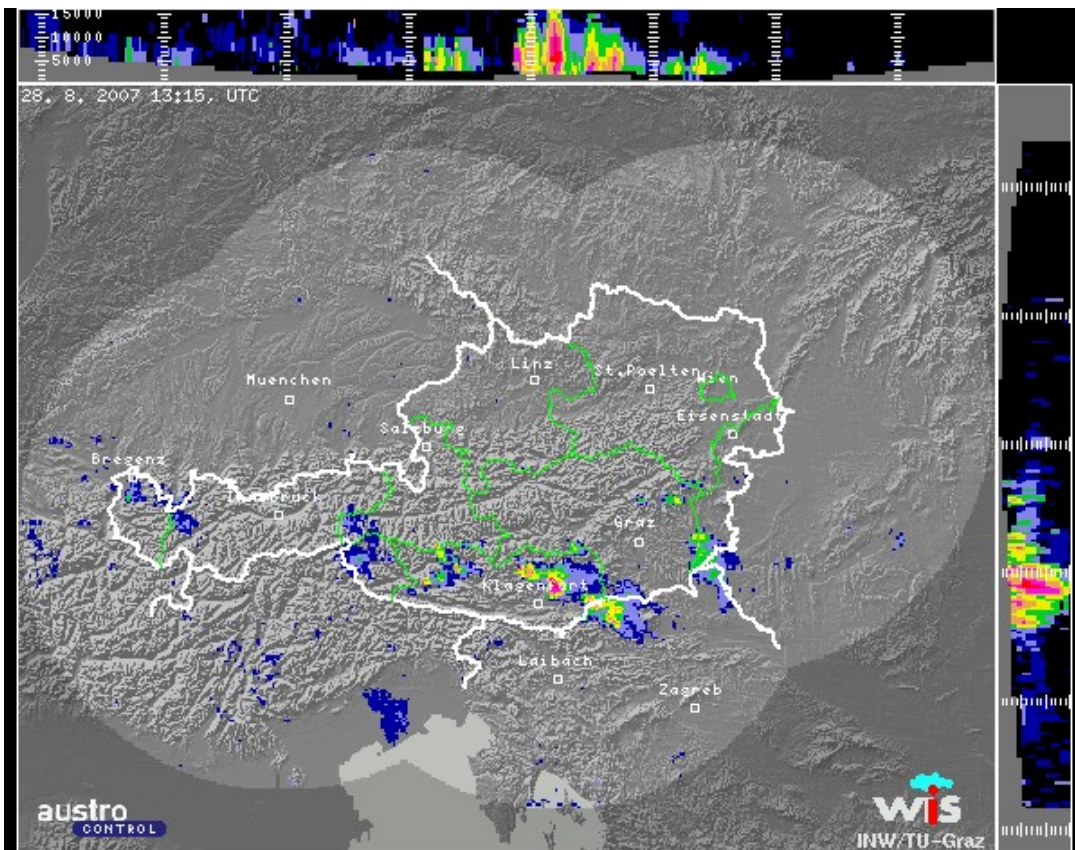 15000
10000
5000
28. 8. 2007 13:15, UTC
Linz
St.Poelten
Wien
Muenchen
Eisenstadt
Salzburg
Bregenz
Innsbruck
Graz
Klagenfurt
Laibach
Zagreb
austro
CONTROL
WIS
INW/TU-Graz